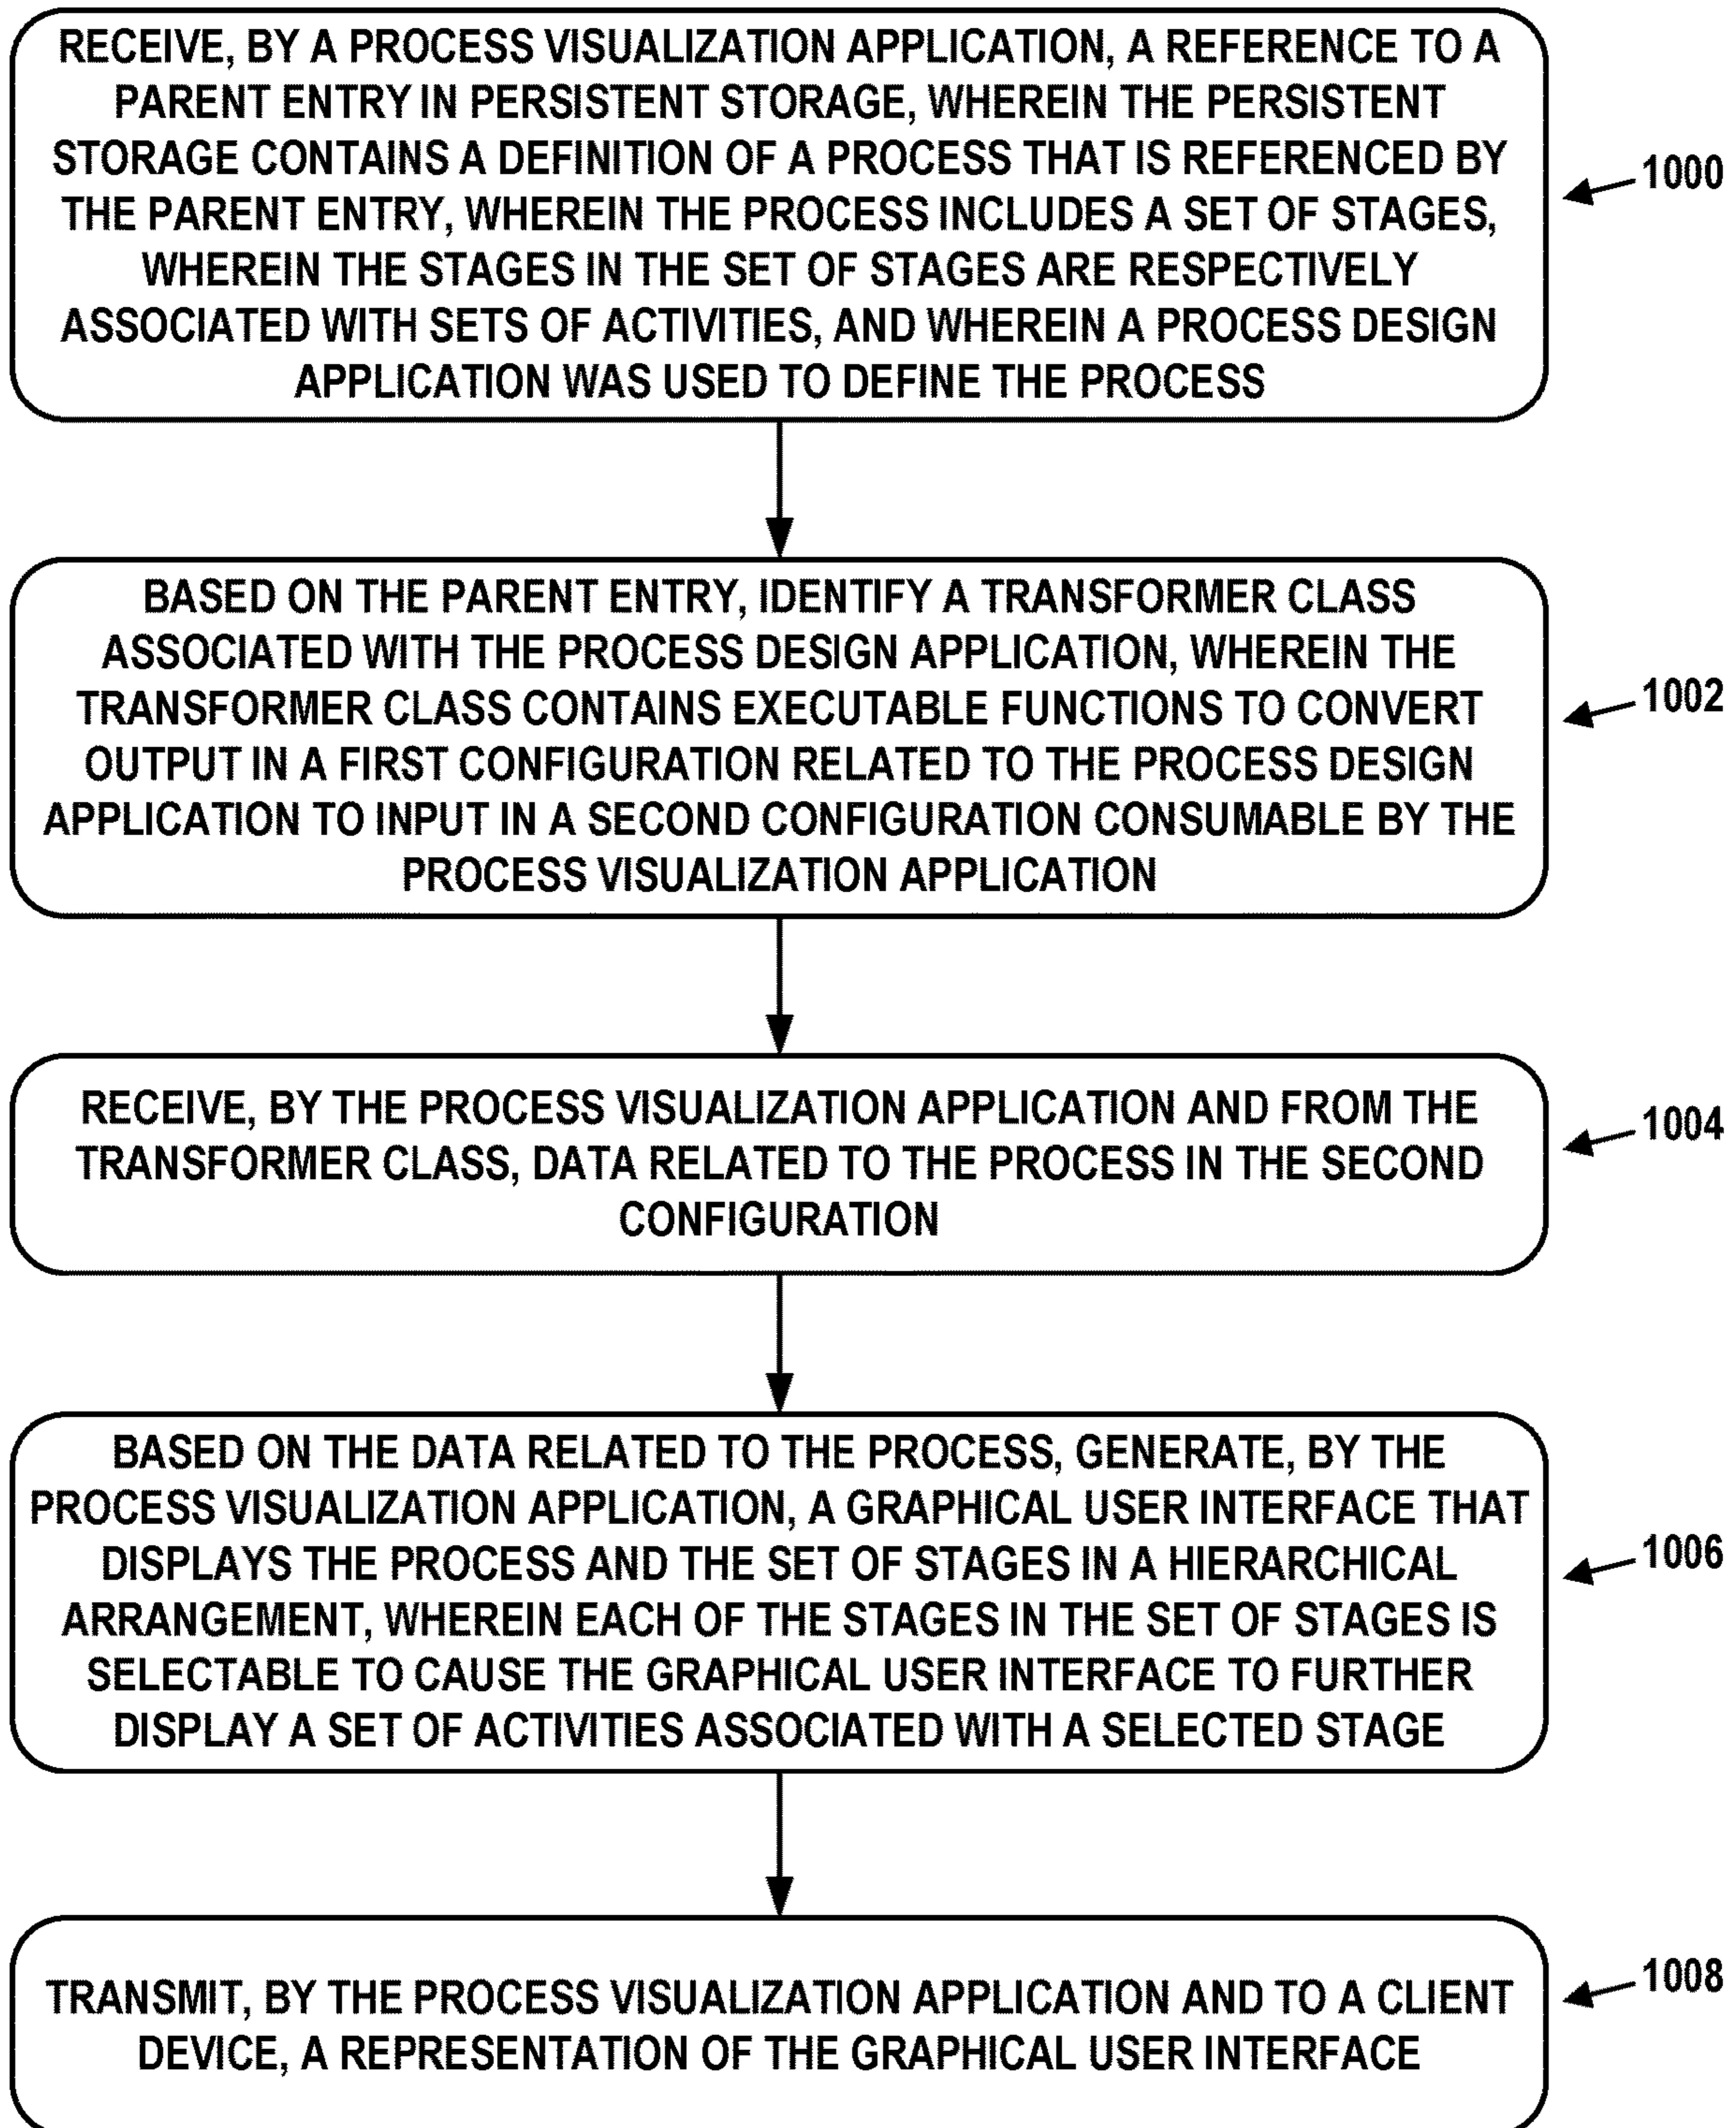 RECEIVE, BY A PROCESS VISUALIZATION APPLICATION, A REFERENCE TO A
PARENT ENTRY IN PERSISTENT STORAGE, WHEREIN THE PERSISTENT
STORAGE CONTAINS A DEFINITION OF A PROCESS THAT IS REFERENCED BY
THE PARENT ENTRY, WHEREIN THE PROCESS INCLUDES A SET OF STAGES,
WHEREIN THE STAGES IN THE SET OF STAGES ARE RESPECTIVELY
ASSOCIATED WITH SETS OF ACTIVITIES, AND WHEREIN A PROCESS DESIGN
APPLICATION WAS USED TO DEFINE THE PROCESS
1000
BASED ON THE PARENT ENTRY, IDENTIFY A TRANSFORMER CLASS
ASSOCIATED WITH THE PROCESS DESIGN APPLICATION, WHEREIN THE
TRANSFORMER CLASS CONTAINS EXECUTABLE FUNCTIONS TO CONVERT
OUTPUT IN A FIRST CONFIGURATION RELATED TO THE PROCESS DESIGN
APPLICATION TO INPUT IN A SECOND CONFIGURATION CONSUMABLE BY THE
PROCESS VISUALIZATION APPLICATION
1002
RECEIVE, BY THE PROCESS VISUALIZATION APPLICATION AND FROM THE
TRANSFORMER CLASS, DATA RELATED TO THE PROCESS IN THE SECOND
CONFIGURATION
1004
BASED ON THE DATA RELATED TO THE PROCESS, GENERATE, BY THE
PROCESS VISUALIZATION APPLICATION, A GRAPHICAL USER INTERFACE THAT
DISPLAYS THE PROCESS AND THE SET OF STAGES IN A HIERARCHICAL
ARRANGEMENT, WHEREIN EACH OF THE STAGES IN THE SET OF STAGES IS
SELECTABLE TO CAUSE THE GRAPHICAL USER INTERFACE TO FURTHER
DISPLAY A SET OF ACTIVITIES ASSOCIATED WITH A SELECTED STAGE
1006
TRANSMIT, BY THE PROCESS VISUALIZATION APPLICATION AND TO A CLIENT
DEVICE, A REPRESENTATION OF THE GRAPHICAL USER INTERFACE
1008